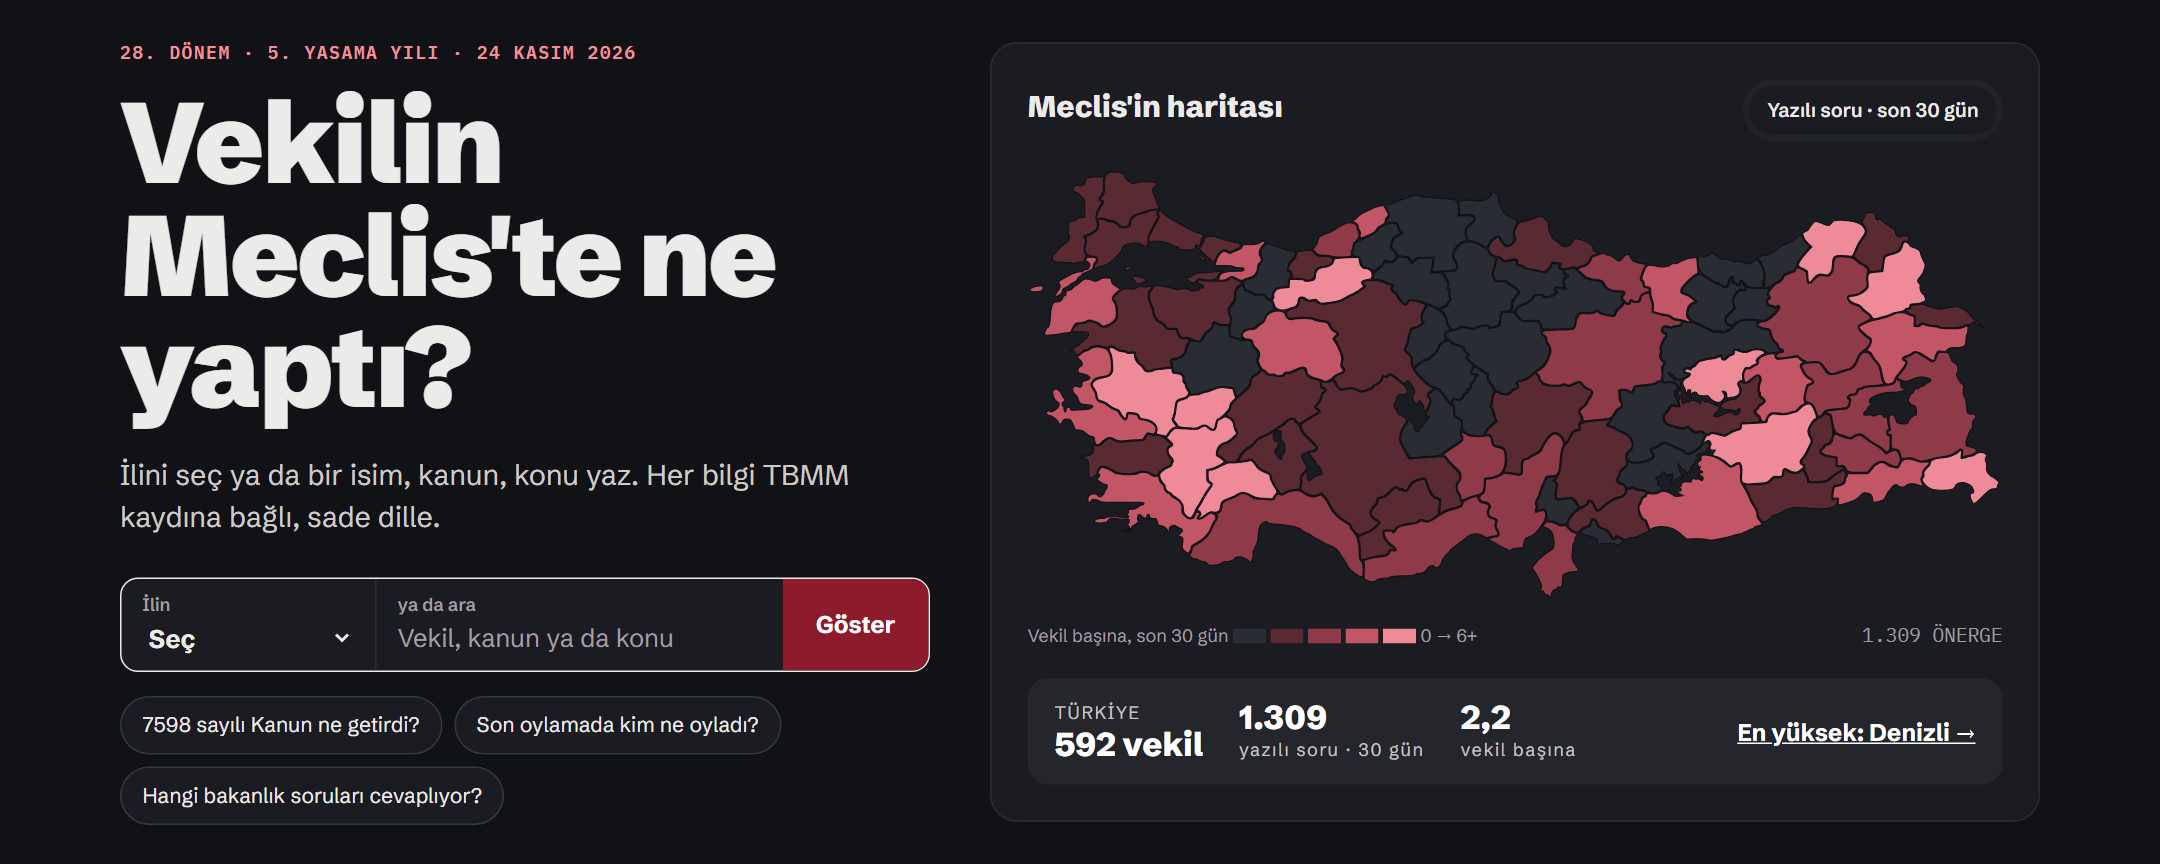 28. DÖNEM · 5. YASAMA YILI · 24 KASIM 2026
Vekilin
Meclis'te ne
yaptı?
İlini seç ya da bir isim, kanun, konu yaz. Her bilgi TBMM
kaydına bağlı, sade dille.
İlin
Seç
ya da ara
Vekil, kanun ya da konu
Göster
7598 sayılı Kanun ne getirdi?
Son oylamada kim ne oyladı?
Hangi bakanlık soruları cevaplıyor?
Meclis'in haritası
Yazılı soru · son 30 gün
Vekil başına, son 30 gün
0 → 6+
1.309 ÖNERGE
TÜRKİYE
592 vekil
1.309
yazılı soru · 30 gün
2,2
vekil başına
En yüksek: Denizli →